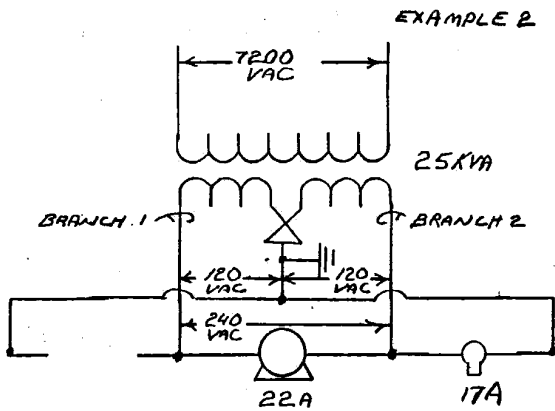 EXAMPLE 2
7200
VAC
25KVA
BRANCH 1
BRANCH 2
120
VAC
120
VAC
240
VAC
22A
17A